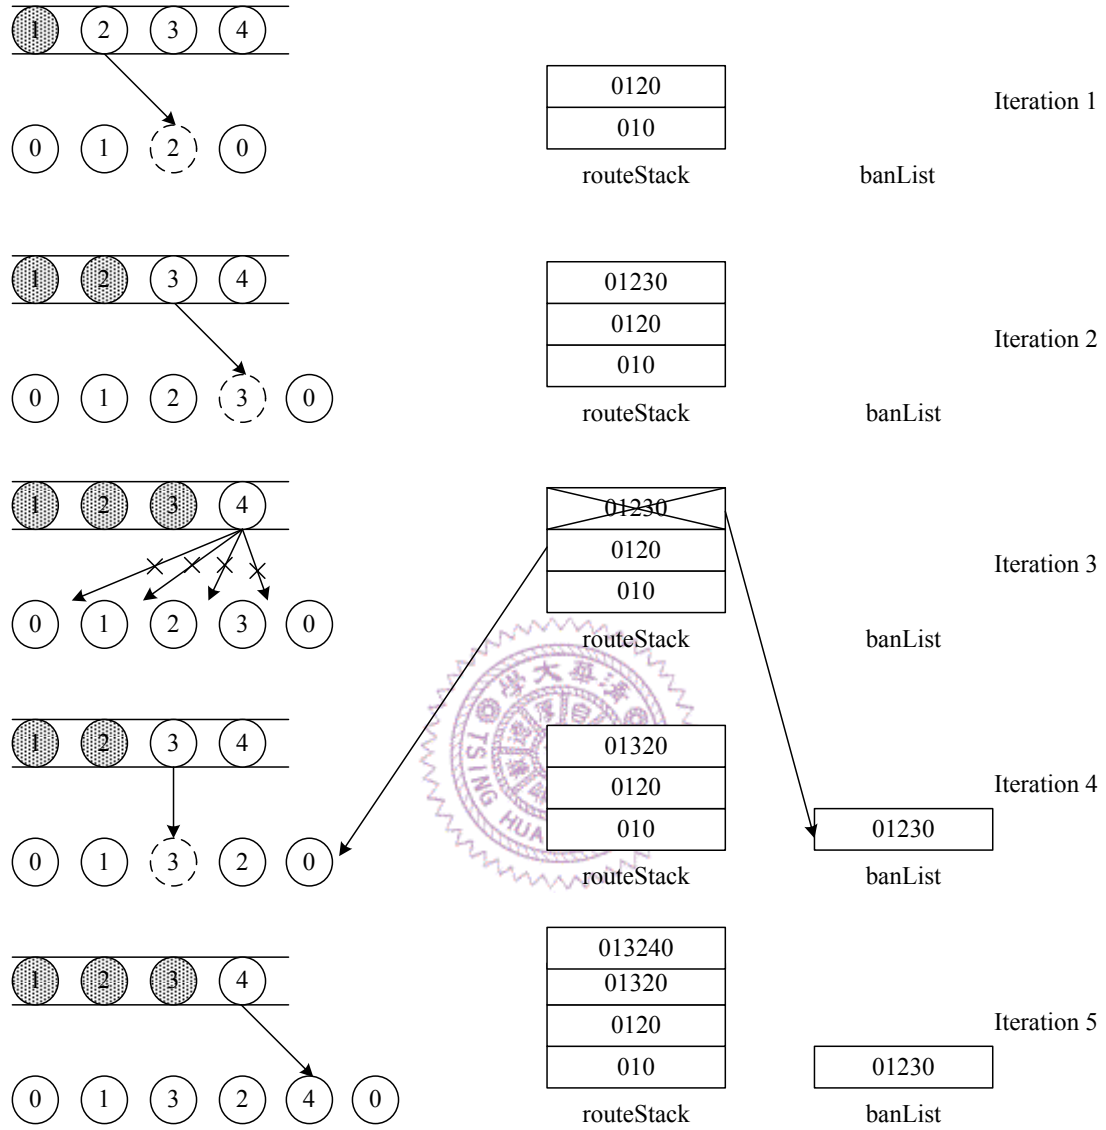 1 2 3 4
0120
010
Iteration 1
0 1 2 0
routeStack
banList
1 2 3 4
01230
0120
010
Iteration 2
0 1 2 3 0
routeStack
banList
1 2 3 4
01230
0120
010
Iteration 3
0 1 2 3 0
routeStack
banList
1 2 3 4
01320
0120
010
Iteration 4
01230
0 1 3 2 0
routeStack
banList
TSING HUA
1 2 3 4
013240
01320
0120
010
Iteration 5
01230
0 1 3 2 4 0
routeStack
banList